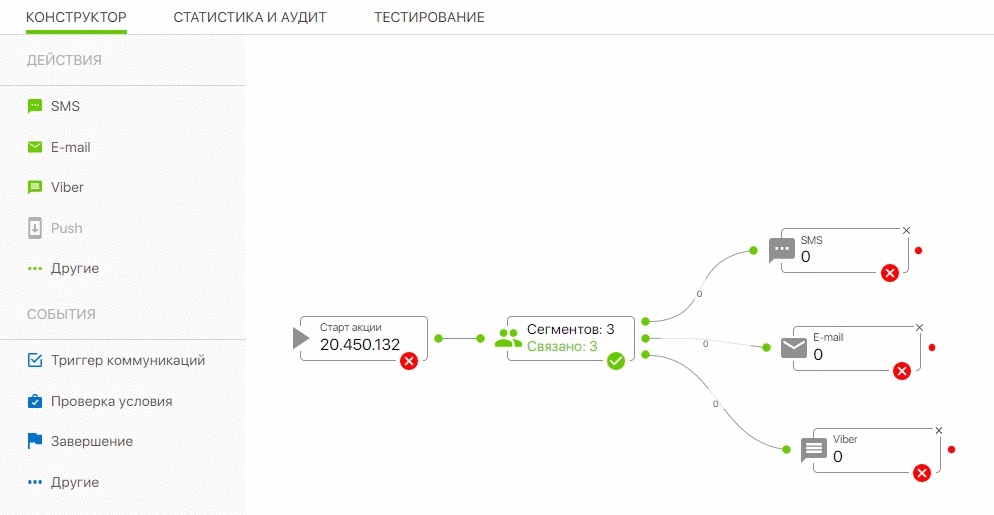 КОНСТРУКТОР
СТАТИСТИКА И АУДИТ
ТЕСТИРОВАНИЕ
ДЕЙСТВИЯ
SMS
E-mail
Viber
Push
Другие
СОБЫТИЯ
Триггер коммуникаций
Проверка условия
Завершение
Другие
Старт акции
20.450.132
Сегментов: 3
Связано: 3
0
0
0
SMS
0
E-mail
0
Viber
0